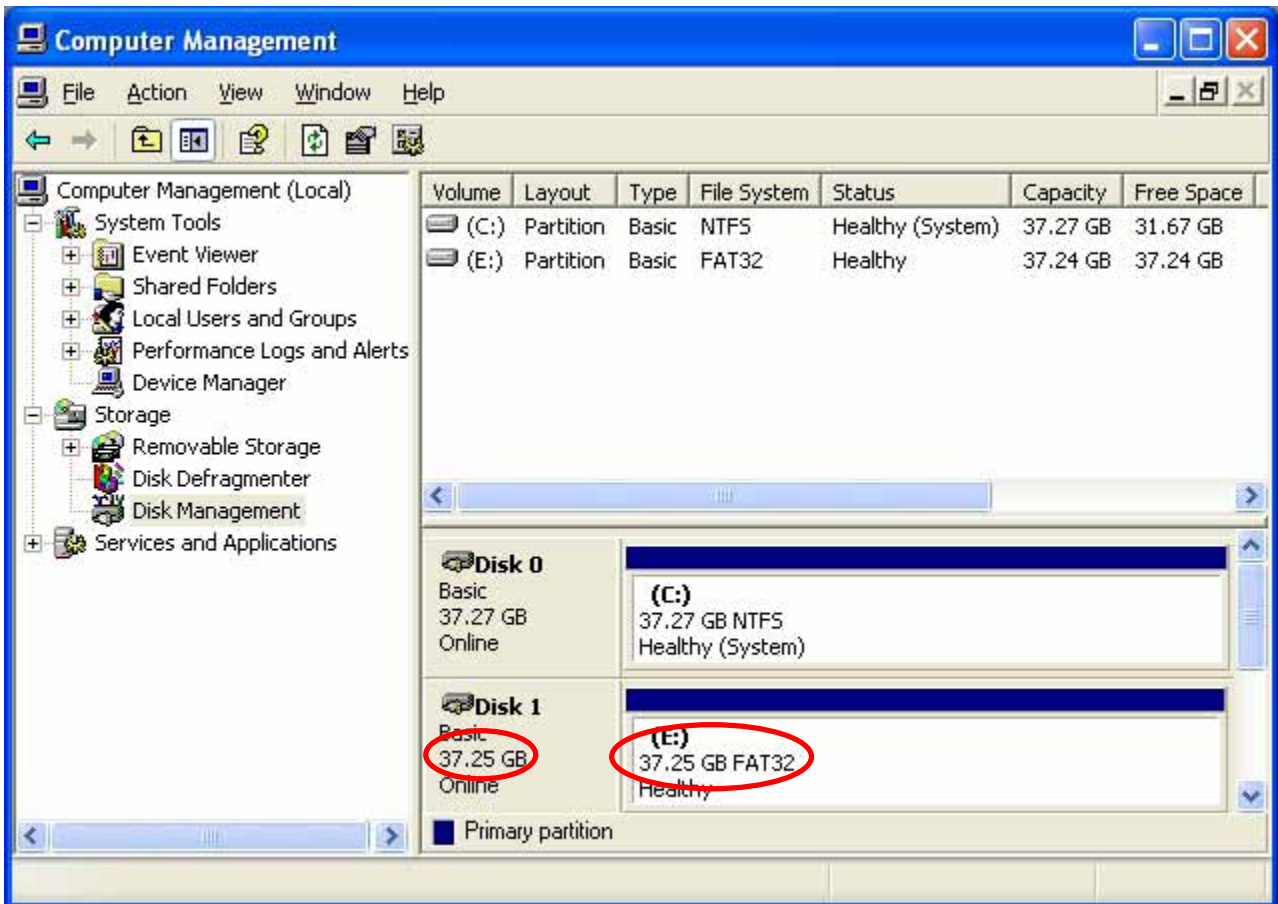 Computer Management
File Action View Window Help
Computer Management (Local)
System Tools
Event Viewer
Shared Folders
Local Users and Groups
Performance Logs and Alerts
Device Manager
Storage
Removable Storage
Disk Defragmenter
Disk Management
Services and Applications
Volume Layout Type File System Status Capacity Free Space
(C:) Partition Basic NTFS Healthy (System) 37.27 GB 31.67 GB
(E:) Partition Basic FAT32 Healthy 37.24 GB 37.24 GB
Disk 0
Basic
37.27 GB
Online
(C:)
37.27 GB NTFS
Healthy (System)
Disk 1
Basic
37.25 GB
Online
(E:)
37.25 GB FAT32
Healthy
Primary partition